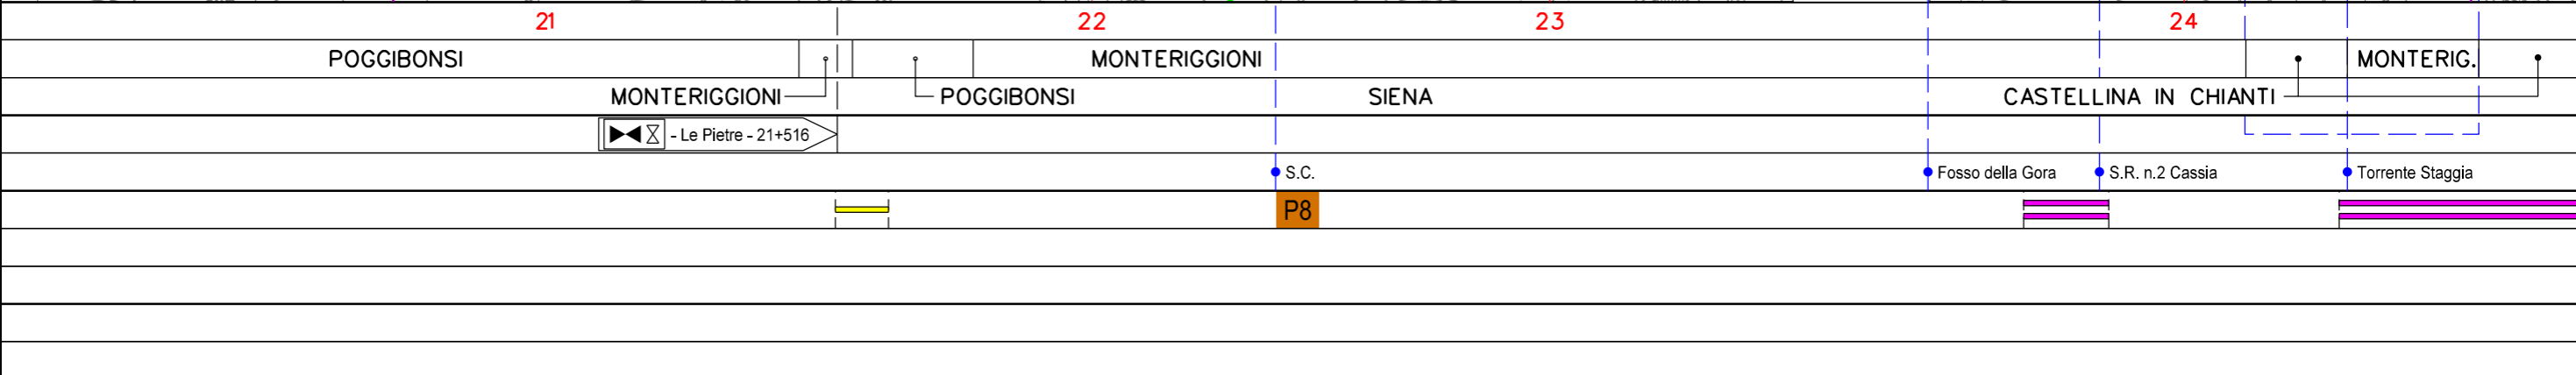 21 22 23 24
POGGIBONSI MONTERIGGIONI MONTERIG.
MONTERIGGIONI POGGIBONSI SIENA CASTELLINA IN CHIANTI
- Le Pietre - 21+516
S.C. Fosso della Gora S.R. n.2 Cassia Torrente Staggia
P8